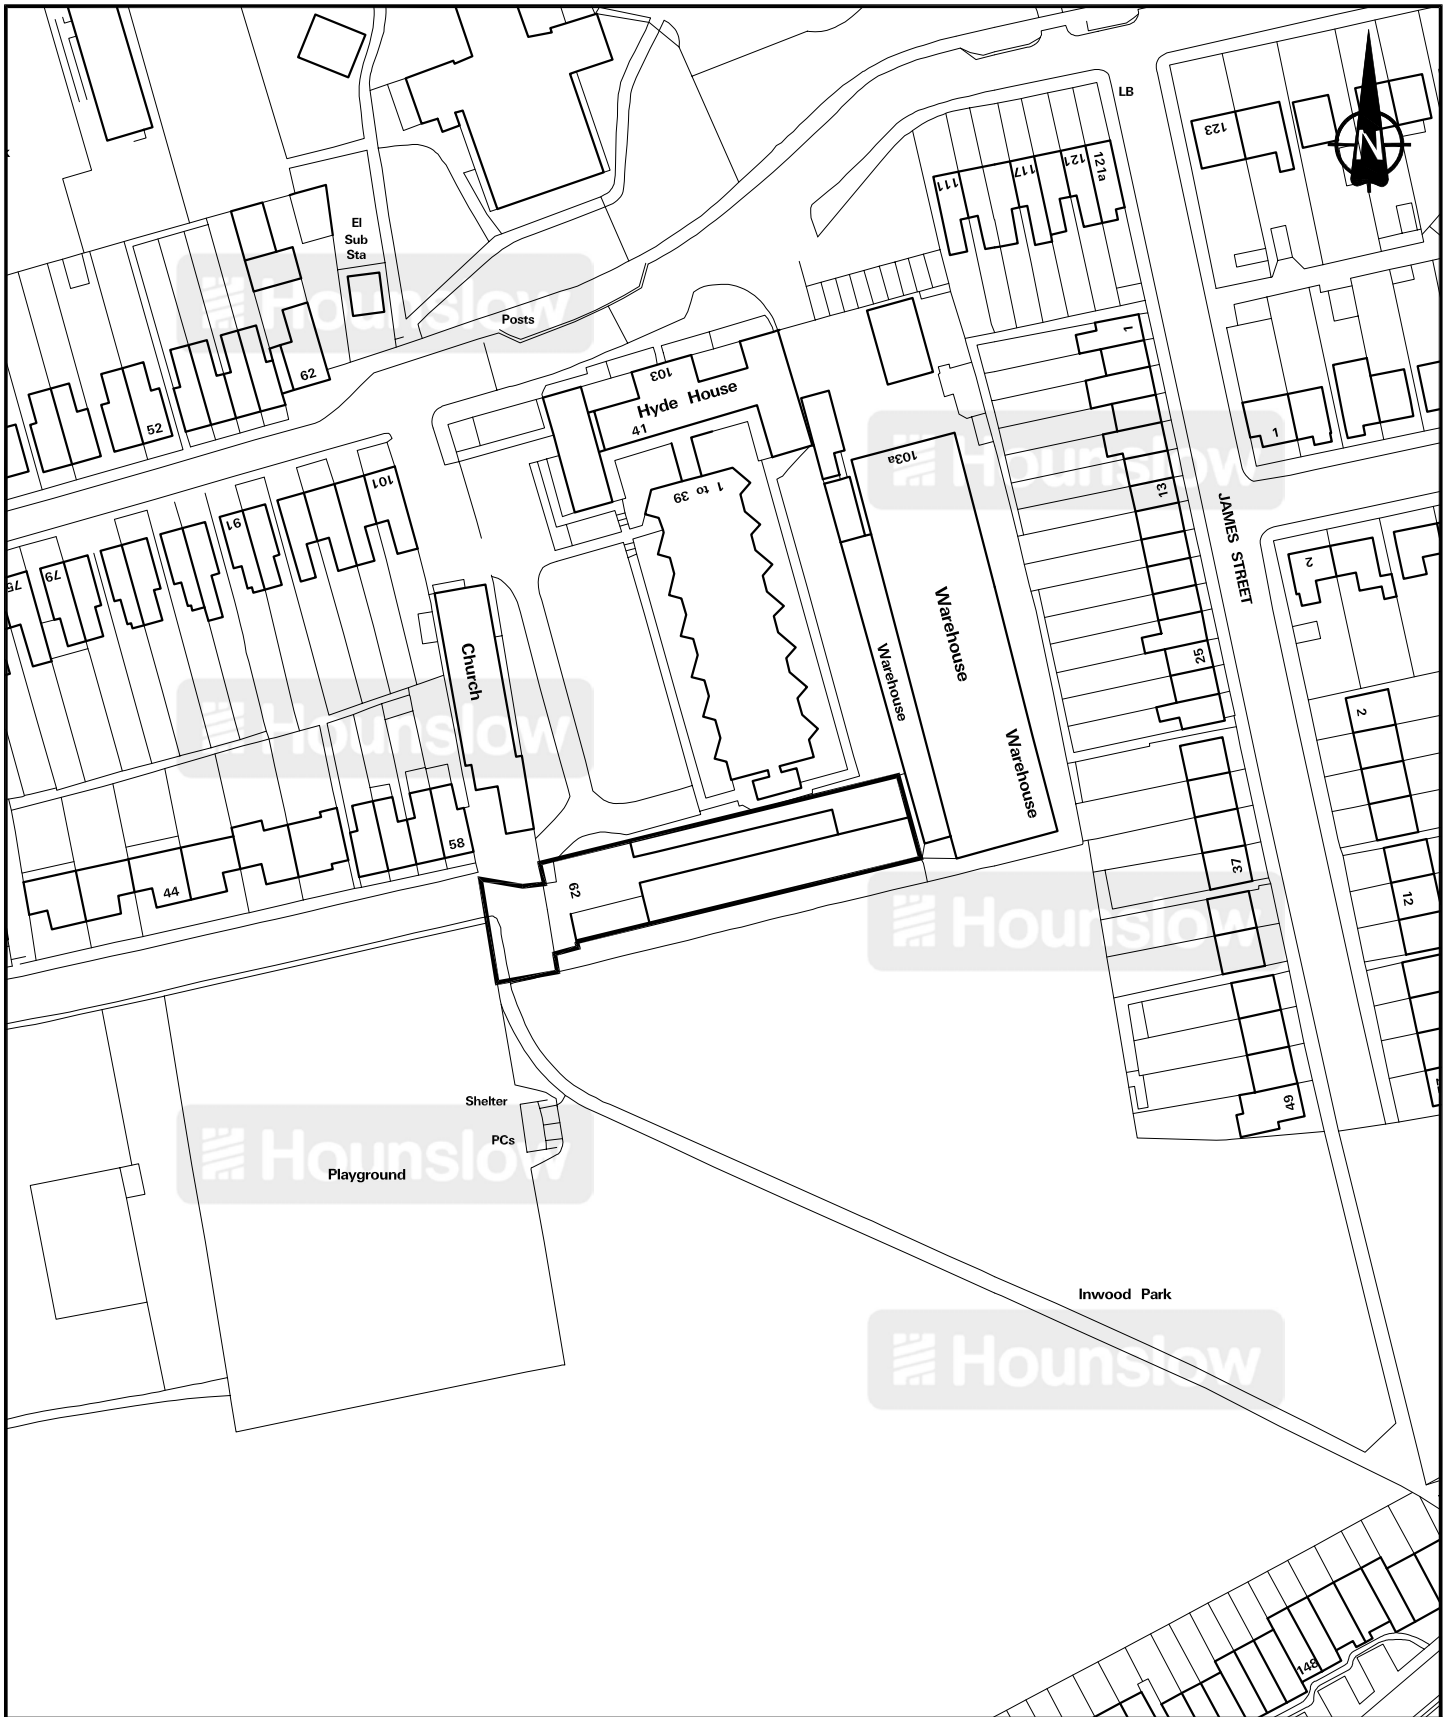 LB
N
123
111
117
121
121a
El
Sub
Sta
Hounslow
Posts
1
62
103
Hyde House
41
52
Hounslow
1
103a
101
1 to 39
13
91
JAMES STREET
79
75
2
Church
Warehouse
Warehouse
25
Hounslow
2
Warehouse
58
37
44
62
12
Hounslow
Shelter
49
PCs
Hounslow
Playground
Inwood Park
Hounslow
148